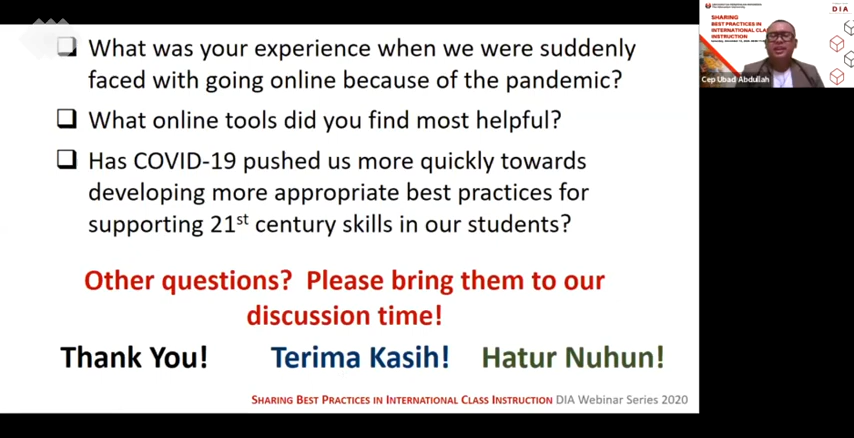 What was your experience when we were suddenly
faced with going online because of the pandemic?
What online tools did you find most helpful?
Has COVID-19 pushed us more quickly towards
developing more appropriate best practices for
supporting 21st century skills in our students?
Other questions? Please bring them to our
discussion time!
Thank You! Terima Kasih! Hatur Nuhun!
SHARING BEST PRACTICES IN INTERNATIONAL CLASS INSTRUCTION DIA Webinar Series 2020
DIA
SHARING
BEST PRACTICES IN
INTERNATIONAL CLASS
INSTRUCTION
Cep Ubad Abdullah